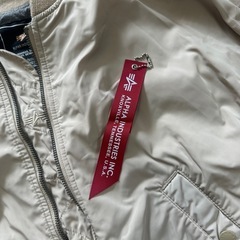 ALPHA INDUSTRIES INC.
KNOXVILLE, TENNESSEE, U.S.A.